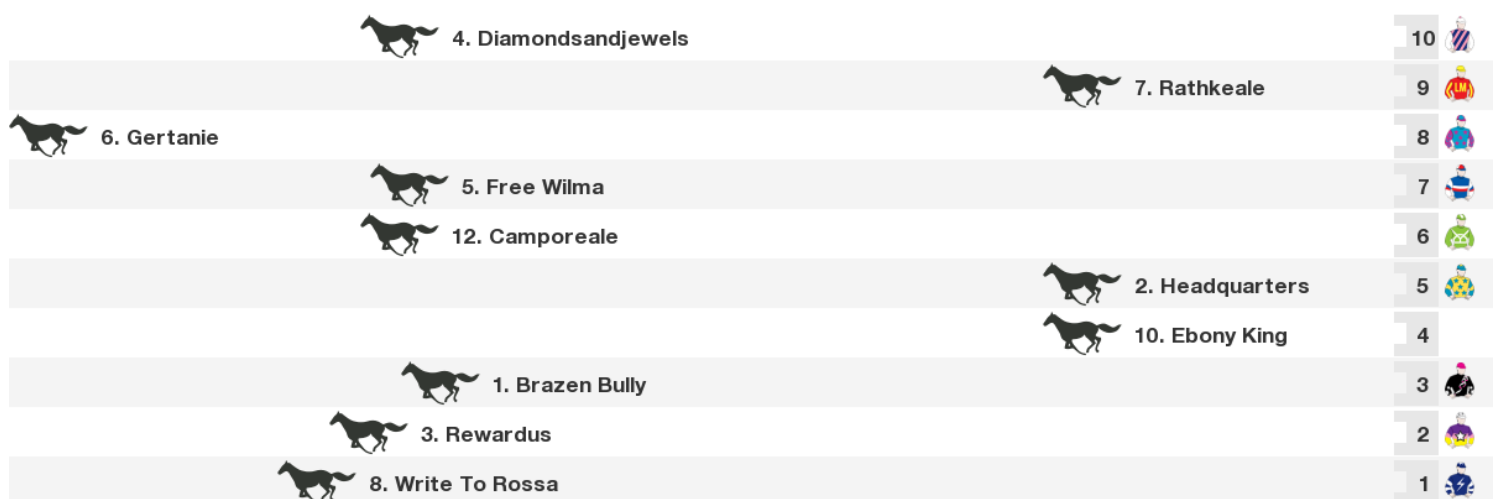 4. Diamondsandjewels 10
7. Rathkeale 9 LM
6. Gertanie 8
5. Free Wilma 7
12. Camporeale 6
2. Headquarters 5
10. Ebony King 4
1. Brazen Bully 3
3. Rewardus 2
8. Write To Rossa 1